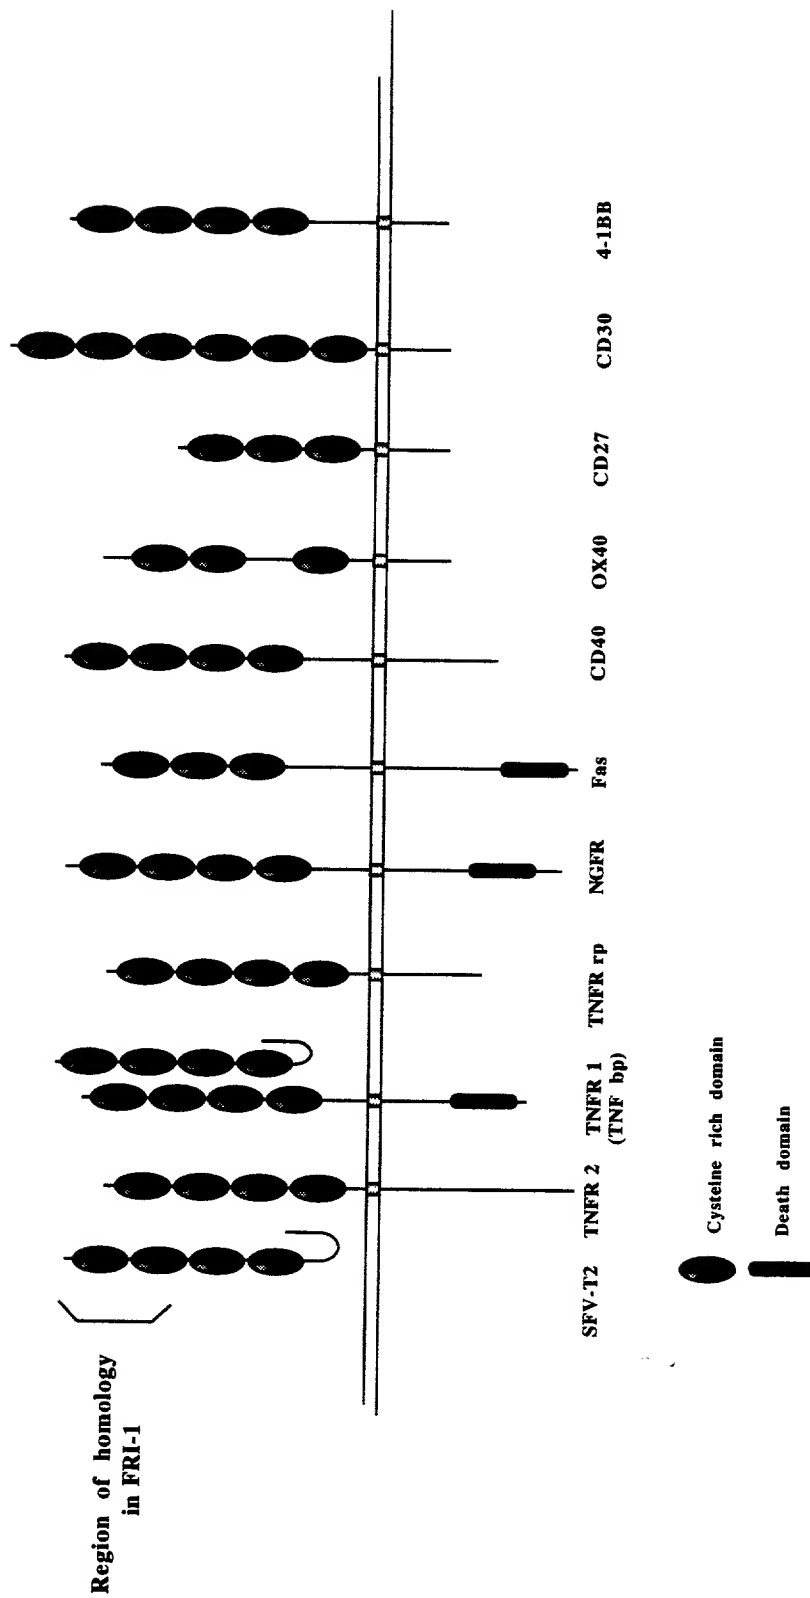 Region of homology
in FRI-1
SFV-T2
TNFR 2
TNFR 1
(TNF bp)
TNFR rp
NGFR
Fas
CD40
OX40
CD27
CD30
4-1BB
Cysteine rich domain
Death domain